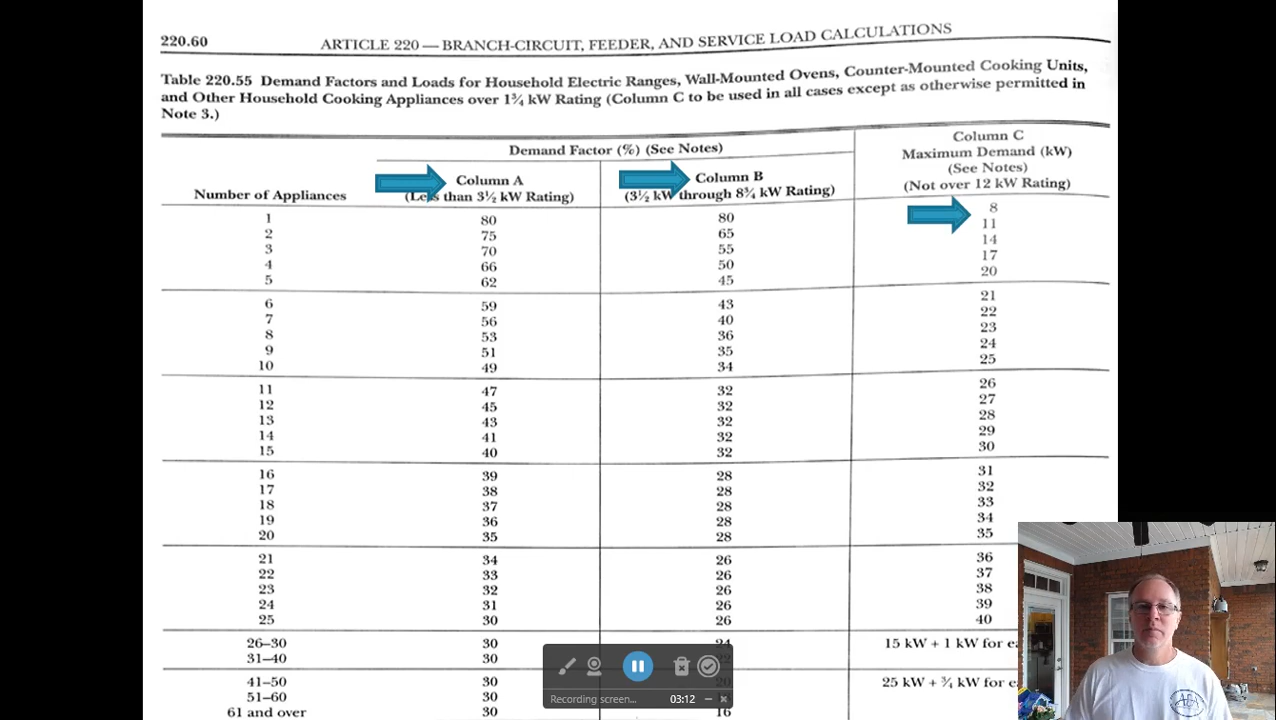 220.60
ARTICLE 220 — BRANCH-CIRCUIT, FEEDER, AND SERVICE LOAD CALCULATIONS
Table 220.55 Demand Factors and Loads for Household Electric Ranges, Wall-Mounted Ovens, Counter-Mounted Cooking Units,
and Other Household Cooking Appliances over 1¾ kW Rating (Column C to be used in all cases except as otherwise permitted in
Note 3.)
Demand Factor (%) (See Notes)
Column C
Maximum Demand (kW)
(See Notes)
(Not over 12 kW Rating)
Number of Appliances
Column A
(Less than 3½ kW Rating)
Column B
(3½ kW through 8¾ kW Rating)
1 80 80 8
2 75 65 11
3 70 55 14
4 66 50 17
5 62 45 20
6 59 43 21
7 56 40 22
8 53 36 23
9 51 35 24
10 49 34 25
11 47 32 26
12 45 32 27
13 43 32 28
14 41 32 29
15 40 32 30
16 39 28 31
17 38 28 32
18 37 28 33
19 36 28 34
20 35 28 35
21 34 26 36
22 33 26 37
23 32 26 38
24 31 26 39
25 30 26 40
26–30 30 24 15 kW + 1 kW for
31–40 30 22
41–50 30 20 25 kW + ¾ kW for
51–60 30
61 and over 30 16
Recording screen... 03:12